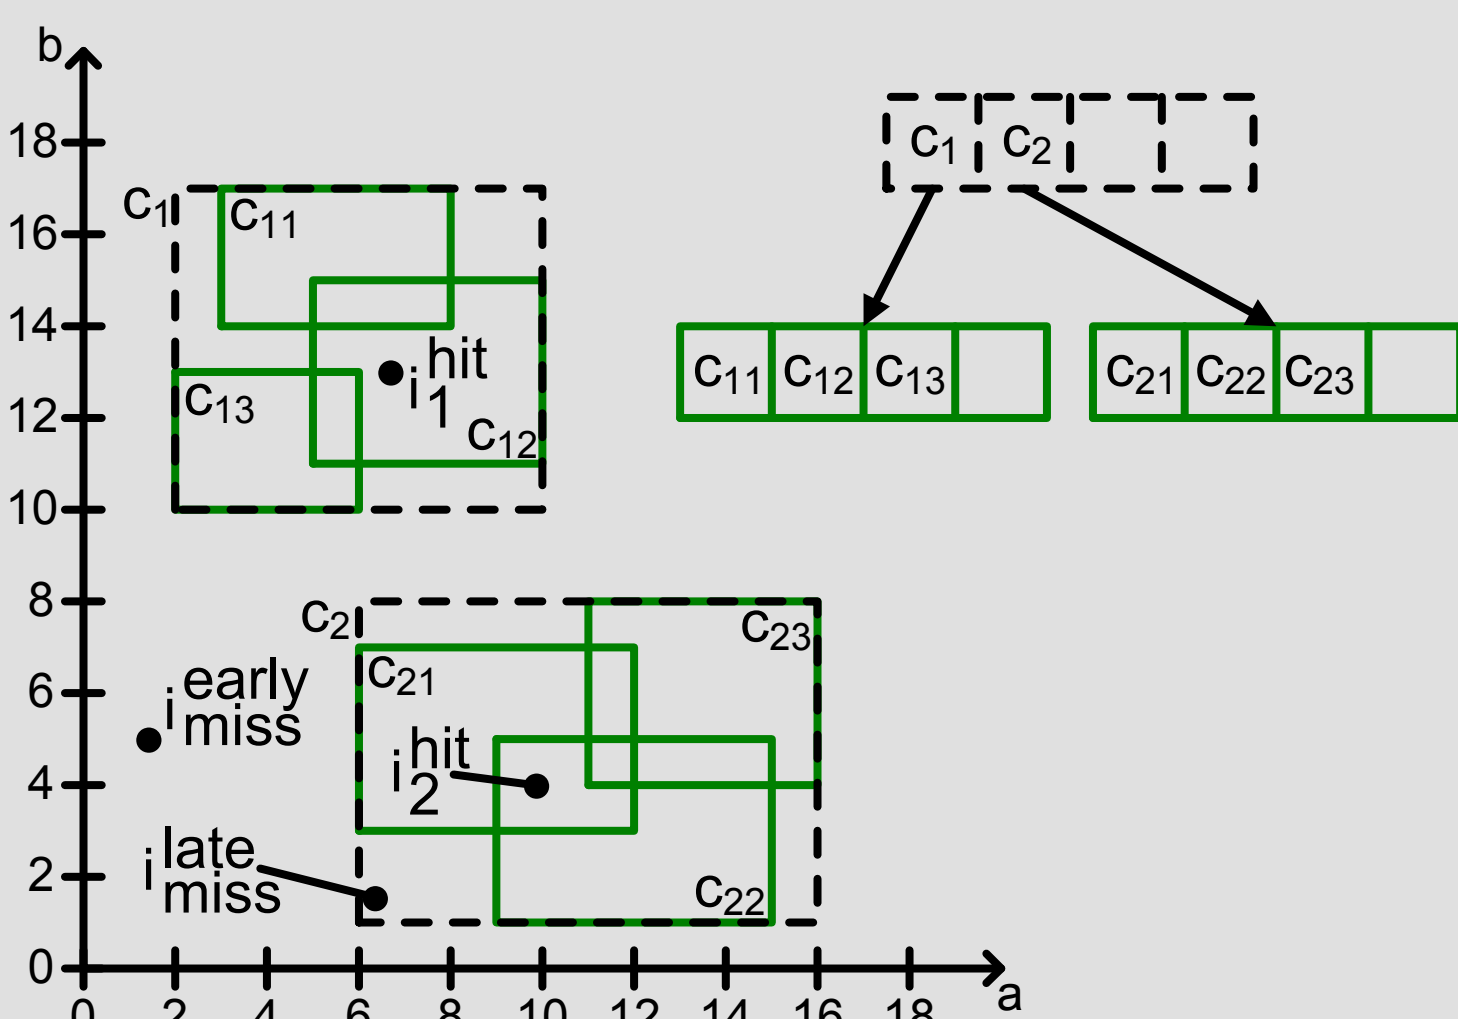 b
18
16
14
12
10
8
6
4
2
0
0 2 4 6 8 10 12 14 16 18
a
c1
c11
i1 hit
c13
c12
c2
c23
c21
i early miss
i2 hit
i late miss
c22
c1 c2
c11 c12 c13
c21 c22 c23